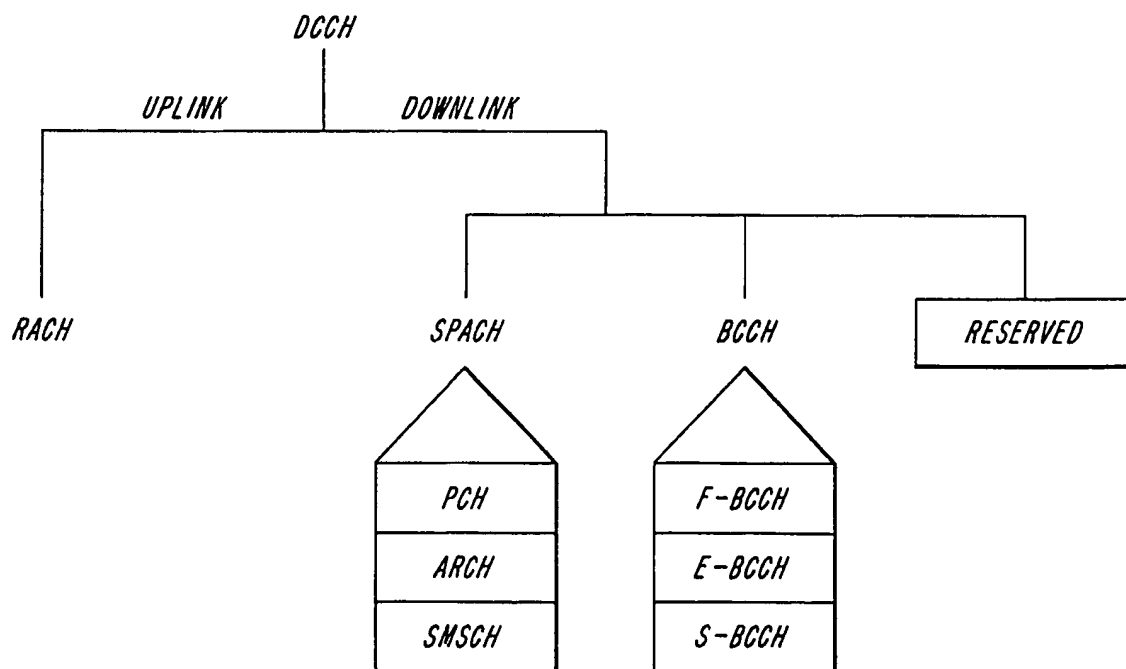 DCCH
UPLINK DOWNLINK
RACH SPACH BCCH RESERVED
PCH F-BCCH
ARCH E-BCCH
SMSCH S-BCCH